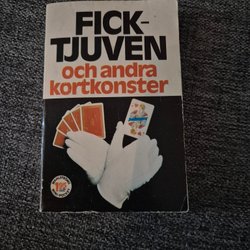 FICK-
TJUVEN
och andra
kortkonster